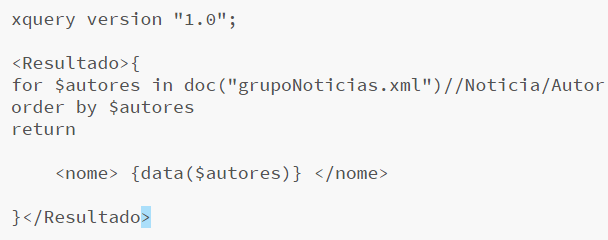 xquery version "1.0";
<Resultado>{
for $autores in doc("grupoNoticias.xml")//Noticia/Autor
order by $autores
return
<nome> {data($autores)} </nome>
}</Resultado>